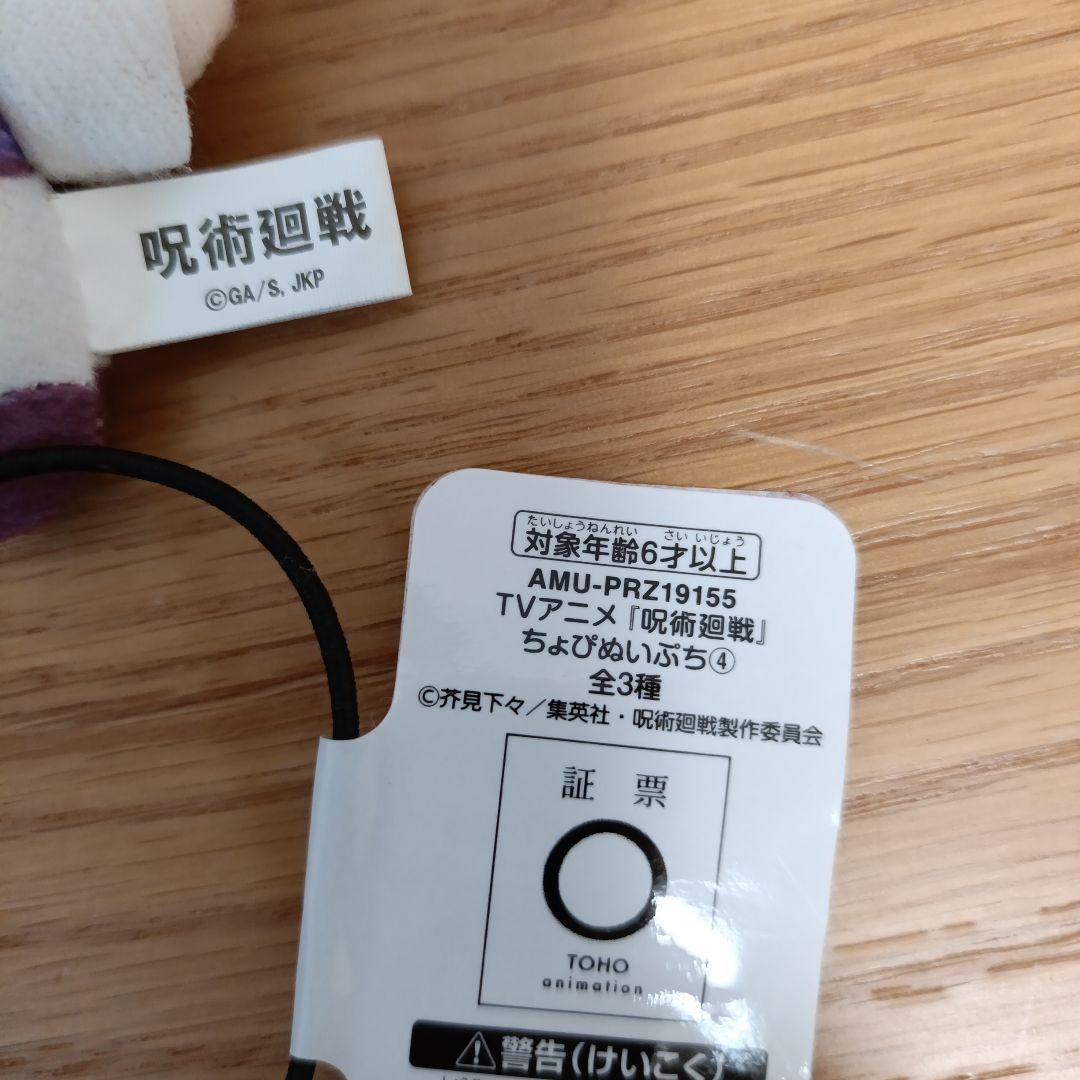 呪術廻戦
©GA/S, JKP
たいしょうねんれい さい いじょう
対象年齢6才以上
AMU-PRZ19155
TVアニメ『呪術廻戦』
ちょぴぬいぷち④
全3種
©芥見下々／集英社・呪術廻戦製作委員会
証 票
TOHO
animation
警告(けいこく)